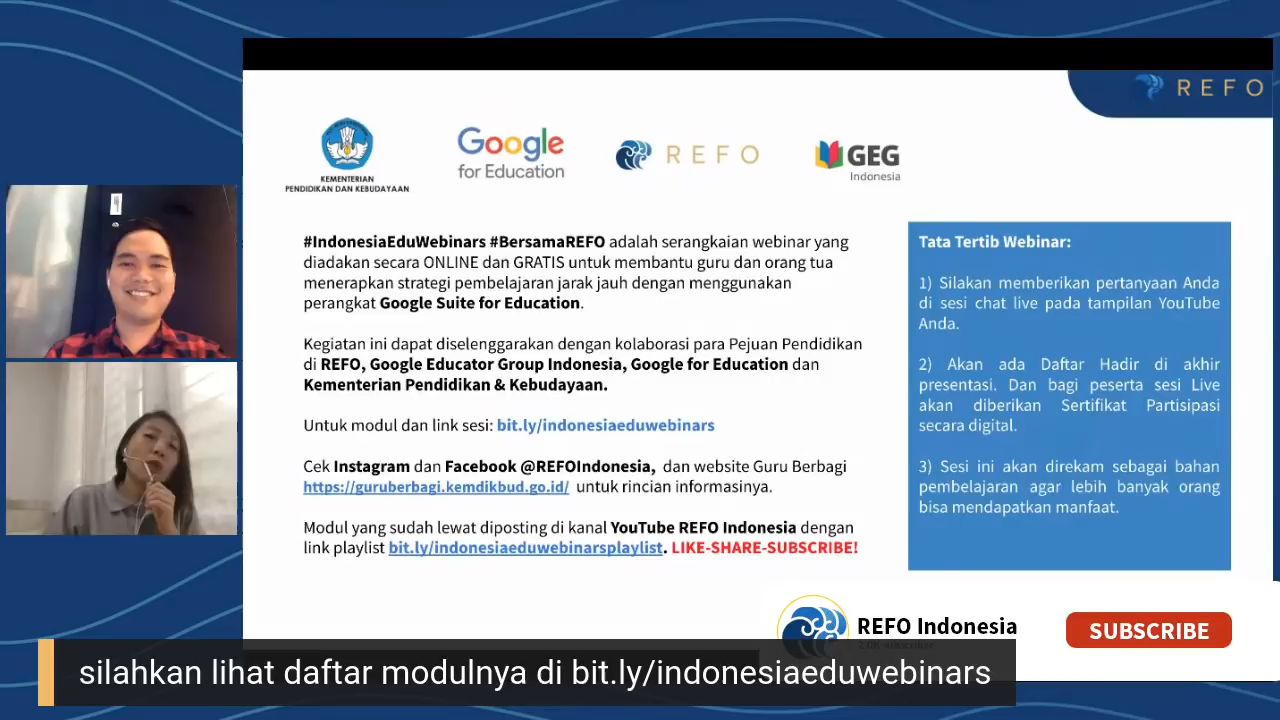 REFO
KEMENTERIAN
PENDIDIKAN DAN KEBUDAYAAN
Google
for Education
REFO
GEG
Indonesia
#IndonesiaEduWebinars #BersamaREFO adalah serangkaian webinar yang
diadakan secara ONLINE dan GRATIS untuk membantu guru dan orang tua
menerapkan strategi pembelajaran jarak jauh dengan menggunakan
perangkat Google Suite for Education.
Kegiatan ini dapat diselenggarakan dengan kolaborasi para Pejuan Pendidikan
di REFO, Google Educator Group Indonesia, Google for Education dan
Kementerian Pendidikan & Kebudayaan.
Untuk modul dan link sesi: bit.ly/indonesiaeduwebinars
Cek Instagram dan Facebook @REFOIndonesia, dan website Guru Berbagi
https://guruberbagi.kemdikbud.go.id/ untuk rincian informasinya.
Modul yang sudah lewat diposting di kanal YouTube REFO Indonesia dengan
link playlist bit.ly/indonesiaeduwebinarsplaylist. LIKE-SHARE-SUBSCRIBE!
Tata Tertib Webinar:
1) Silakan memberikan pertanyaan Anda
di sesi chat live pada tampilan YouTube
Anda.
2) Akan ada Daftar Hadir di akhir
presentasi. Dan bagi peserta sesi Live
akan diberikan Sertifikat Partisipasi
secara digital.
3) Sesi ini akan direkam sebagai bahan
pembelajaran agar lebih banyak orang
bisa mendapatkan manfaat.
REFO Indonesia
SUBSCRIBE
silahkan lihat daftar modulnya di bit.ly/indonesiaeduwebinars